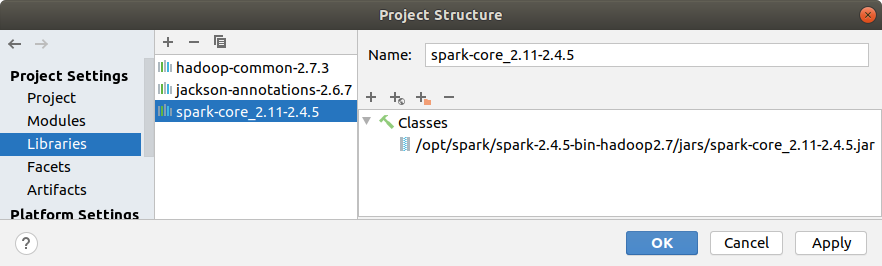 Project Structure
Project Settings
Project
Modules
Libraries
Facets
Artifacts
Platform Settings
hadoop-common-2.7.3
jackson-annotations-2.6.7
spark-core_2.11-2.4.5
Name: spark-core_2.11-2.4.5
Classes
/opt/spark/spark-2.4.5-bin-hadoop2.7/jars/spark-core_2.11-2.4.5.jar
? OK Cancel Apply